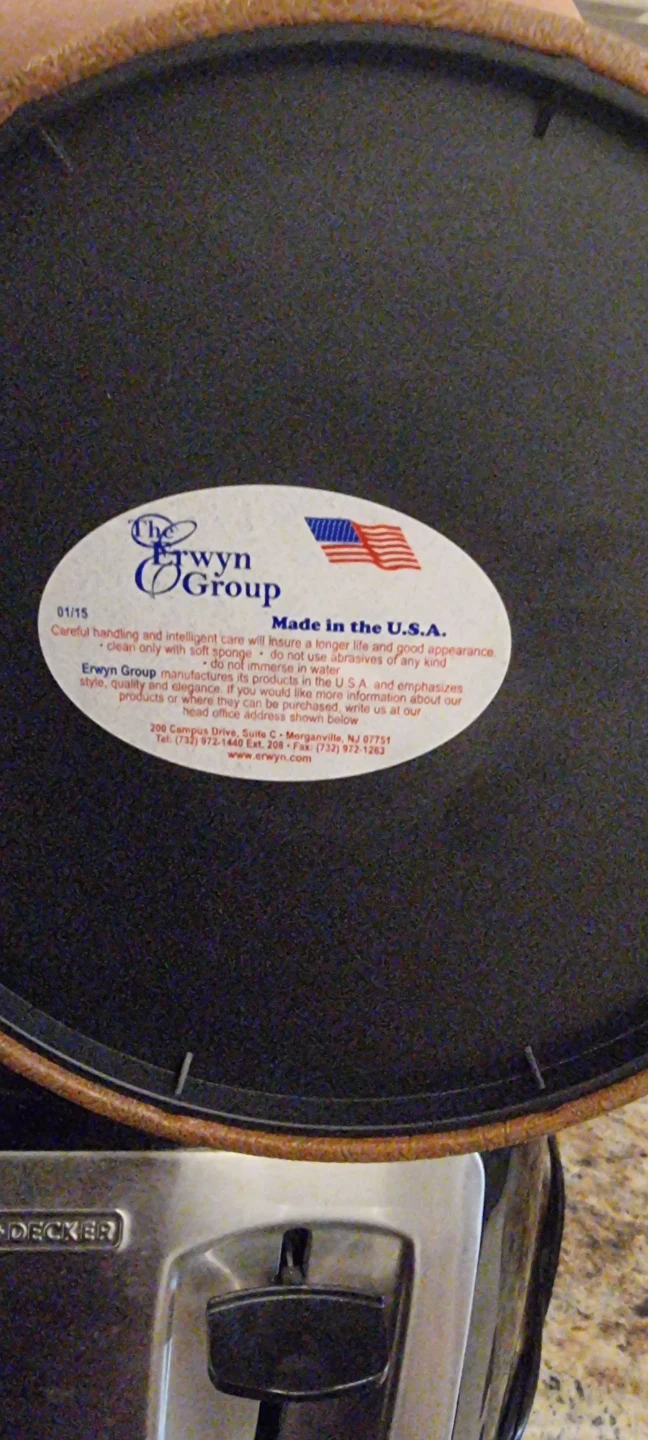 The
Erwyn
Group
01/15
Made in the U.S.A.
Careful handling and intelligent care will insure a longer life and good appearance.
• clean only with soft sponge • do not use abrasives of any kind
• do not immerse in water
Erwyn Group manufactures its products in the U.S.A. and emphasizes
style, quality and elegance. If you would like more information about our
products or where they can be purchased, write us at our
head office address shown below
200 Campus Drive, Suite C • Morganville, NJ 07751
Tel: (732) 972-1440 Ext. 208 • Fax: (732) 972-1263
www.erwyn.com
DECKER